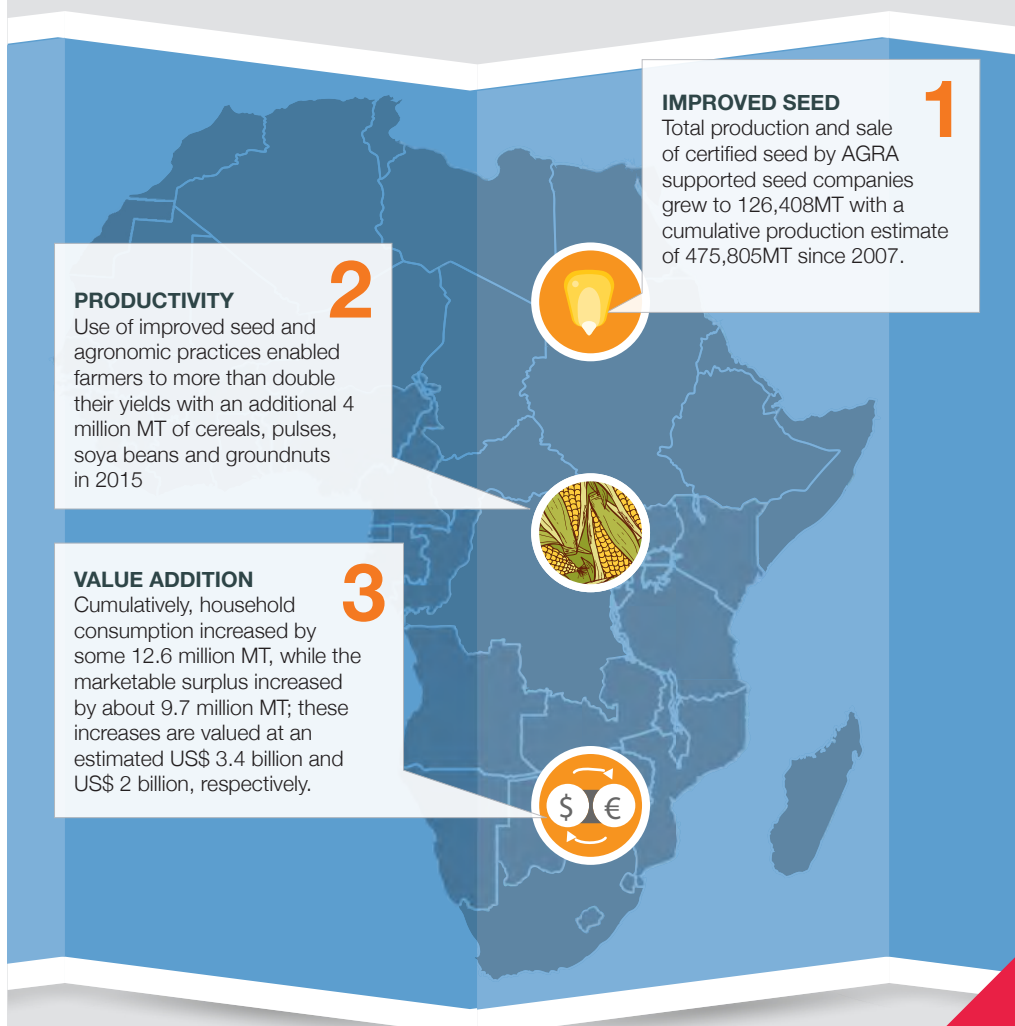 1
IMPROVED SEED
Total production and sale
of certified seed by AGRA
supported seed companies
grew to 126,408MT with a
cumulative production estimate
of 475,805MT since 2007.
2
PRODUCTIVITY
Use of improved seed and
agronomic practices enabled
farmers to more than double
their yields with an additional 4
million MT of cereals, pulses,
soya beans and groundnuts
in 2015
3
VALUE ADDITION
Cumulatively, household
consumption increased by
some 12.6 million MT, while the
marketable surplus increased
by about 9.7 million MT; these
increases are valued at an
estimated US$ 3.4 billion and
US$ 2 billion, respectively.
$ €